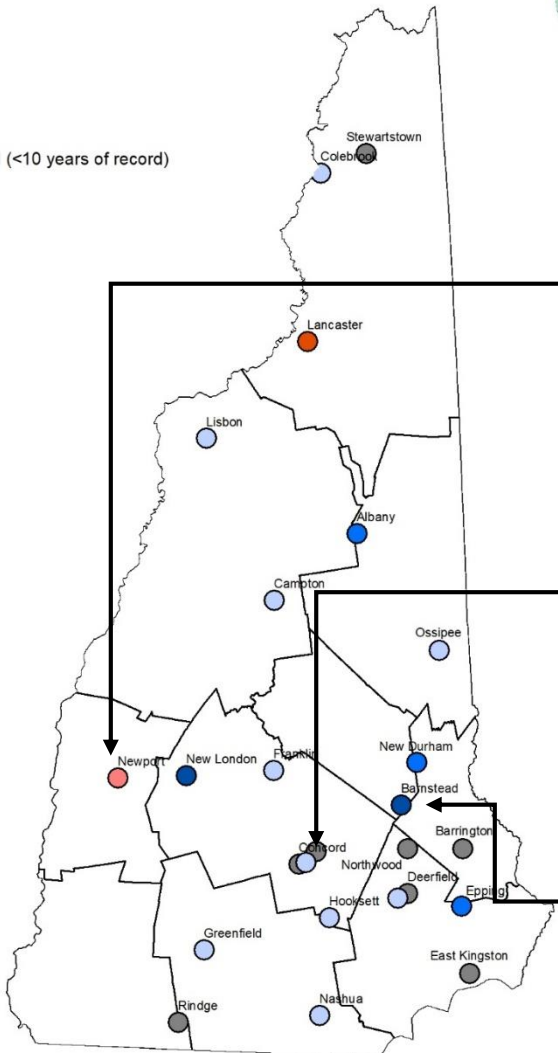 Stewartstown
(<10 years of record)
Colebrook
Lancaster
Lisbon
Albany
Campton
Ossipee
New Durham
Newport
New London
Franklin
Barnstead
Barrington
Concord
Northwood
Deerfield
Epping
Hooksett
Greenfield
East Kingston
Rindge
Nashua